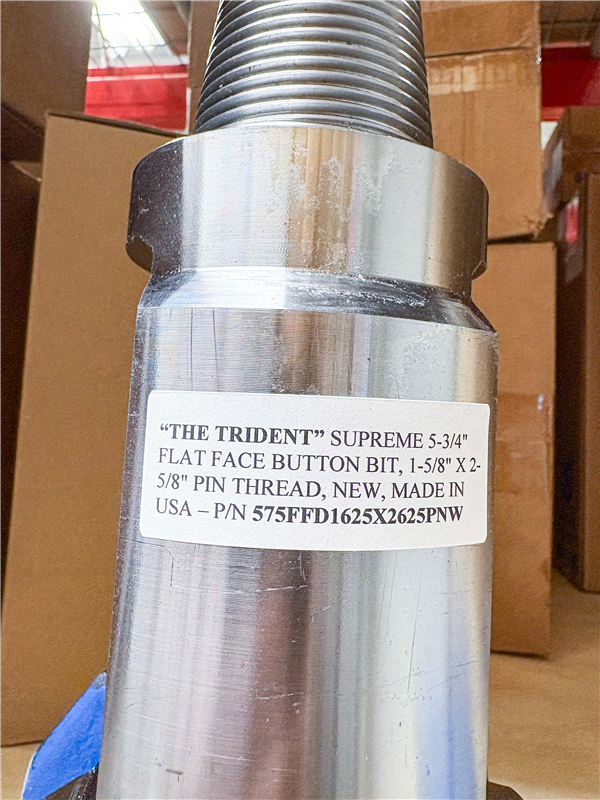 “THE TRIDENT” SUPREME 5-3/4"
FLAT FACE BUTTON BIT, 1-5/8" X 2-
5/8" PIN THREAD, NEW, MADE IN
USA – P/N 575FFD1625X2625PNW